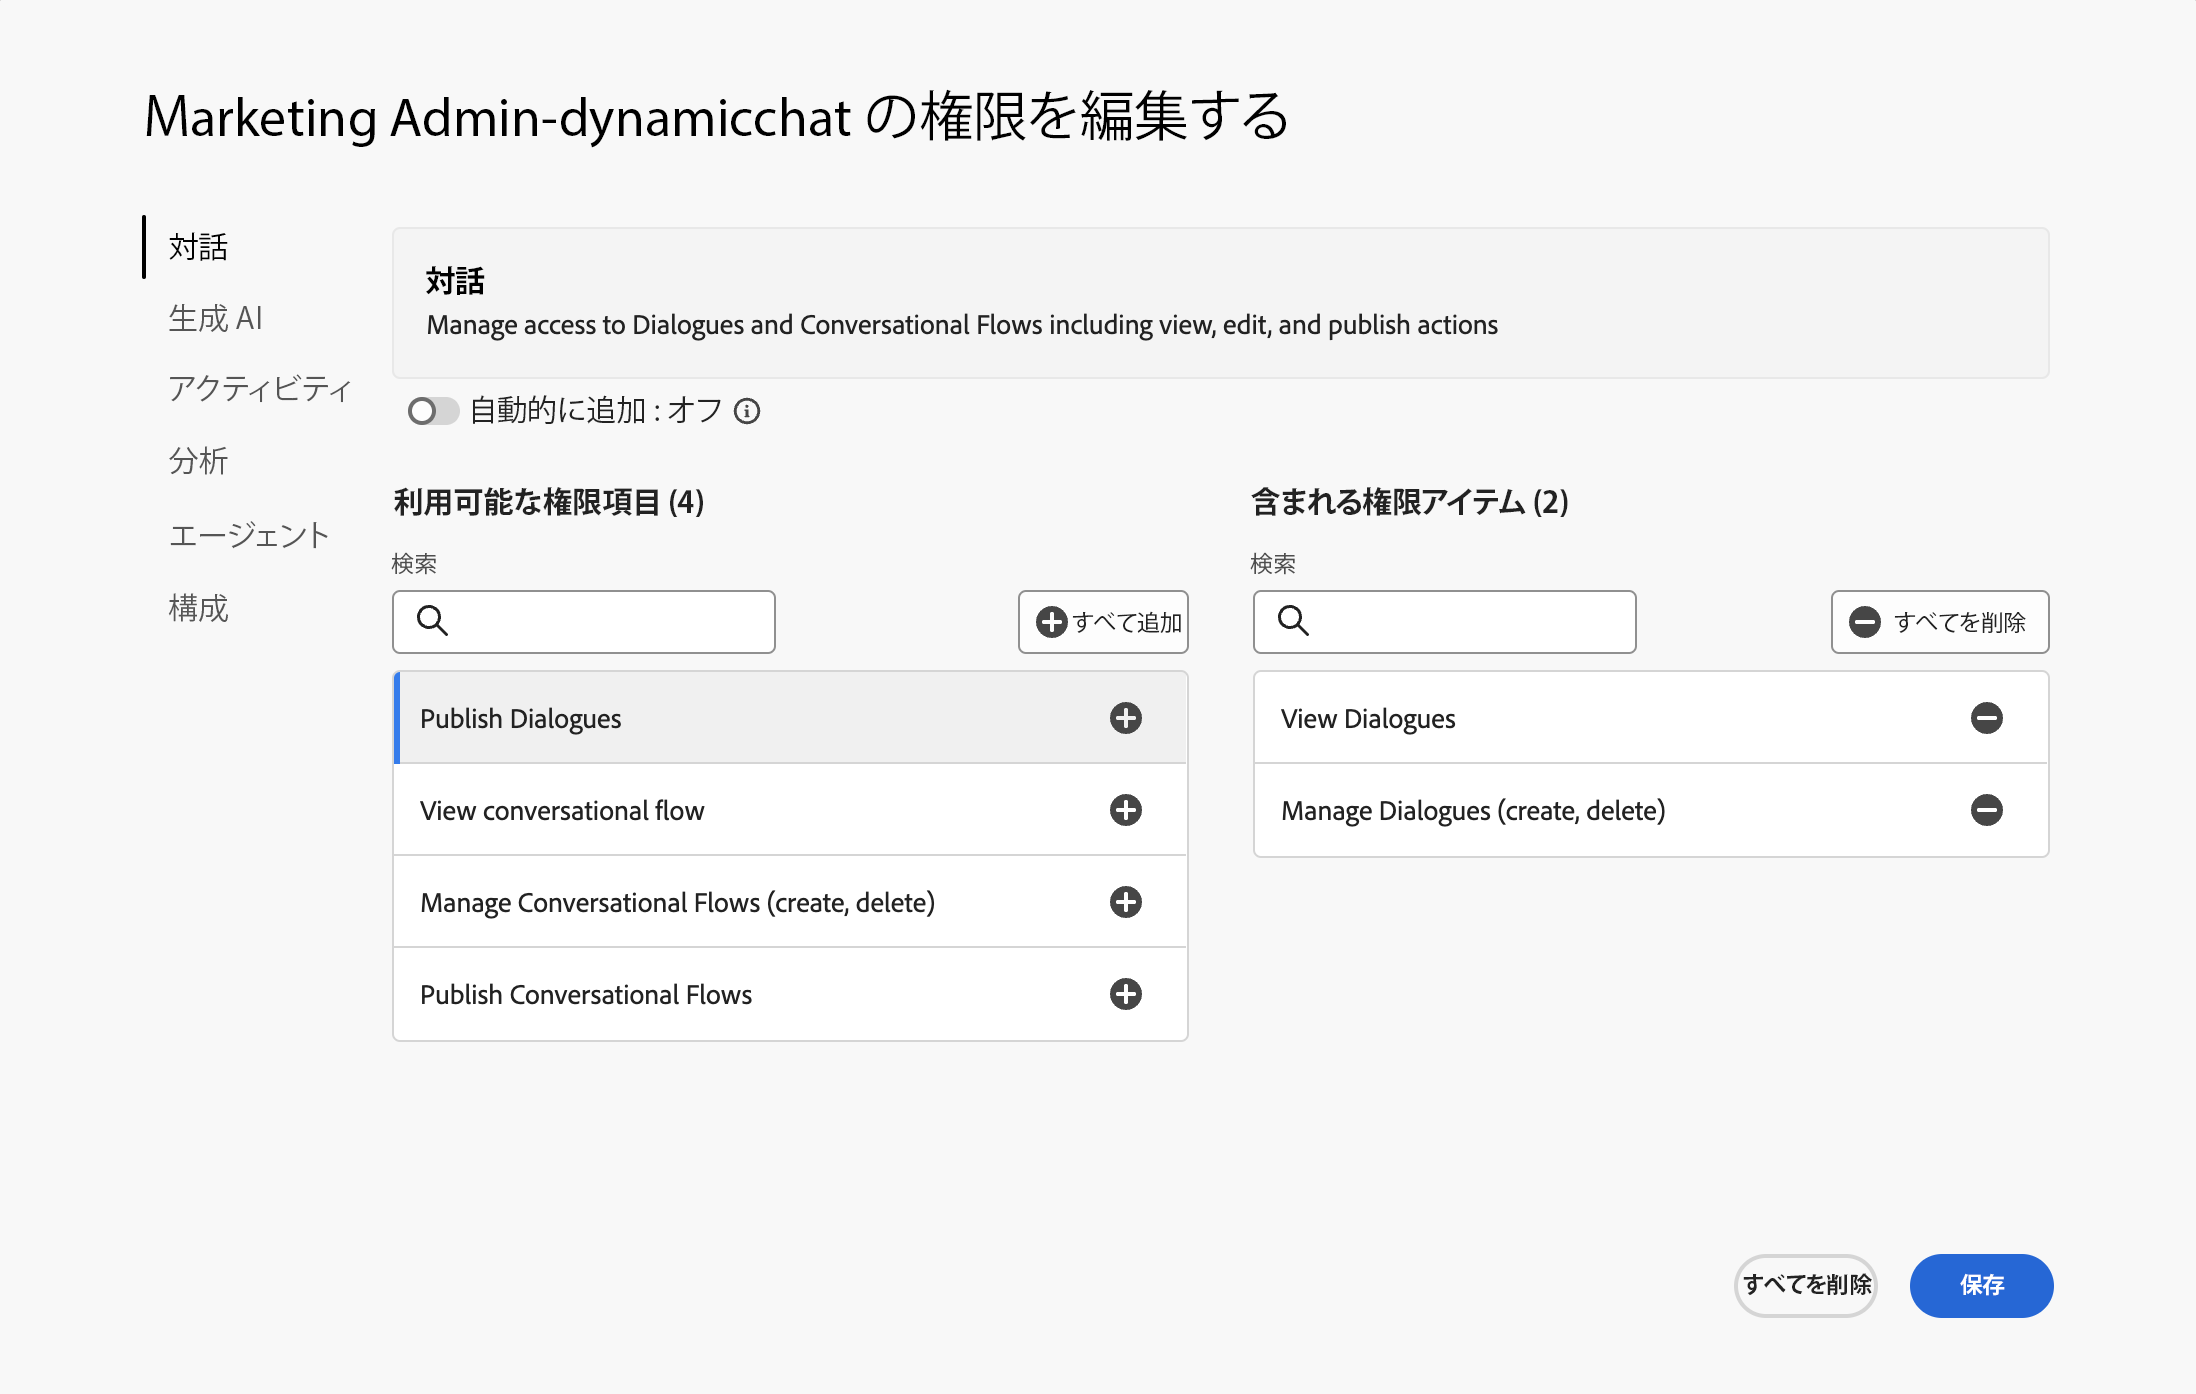 Marketing Admin-dynamicchat の権限を編集する
対話
生成 AI
アクティビティ
分析
エージェント
構成
対話
Manage access to Dialogues and Conversational Flows including view, edit, and publish actions
自動的に追加 : オフ
利用可能な権限項目 (4)
検索
すべて追加
Publish Dialogues
View conversational flow
Manage Conversational Flows (create, delete)
Publish Conversational Flows
含まれる権限アイテム (2)
検索
すべてを削除
View Dialogues
Manage Dialogues (create, delete)
すべてを削除
保存